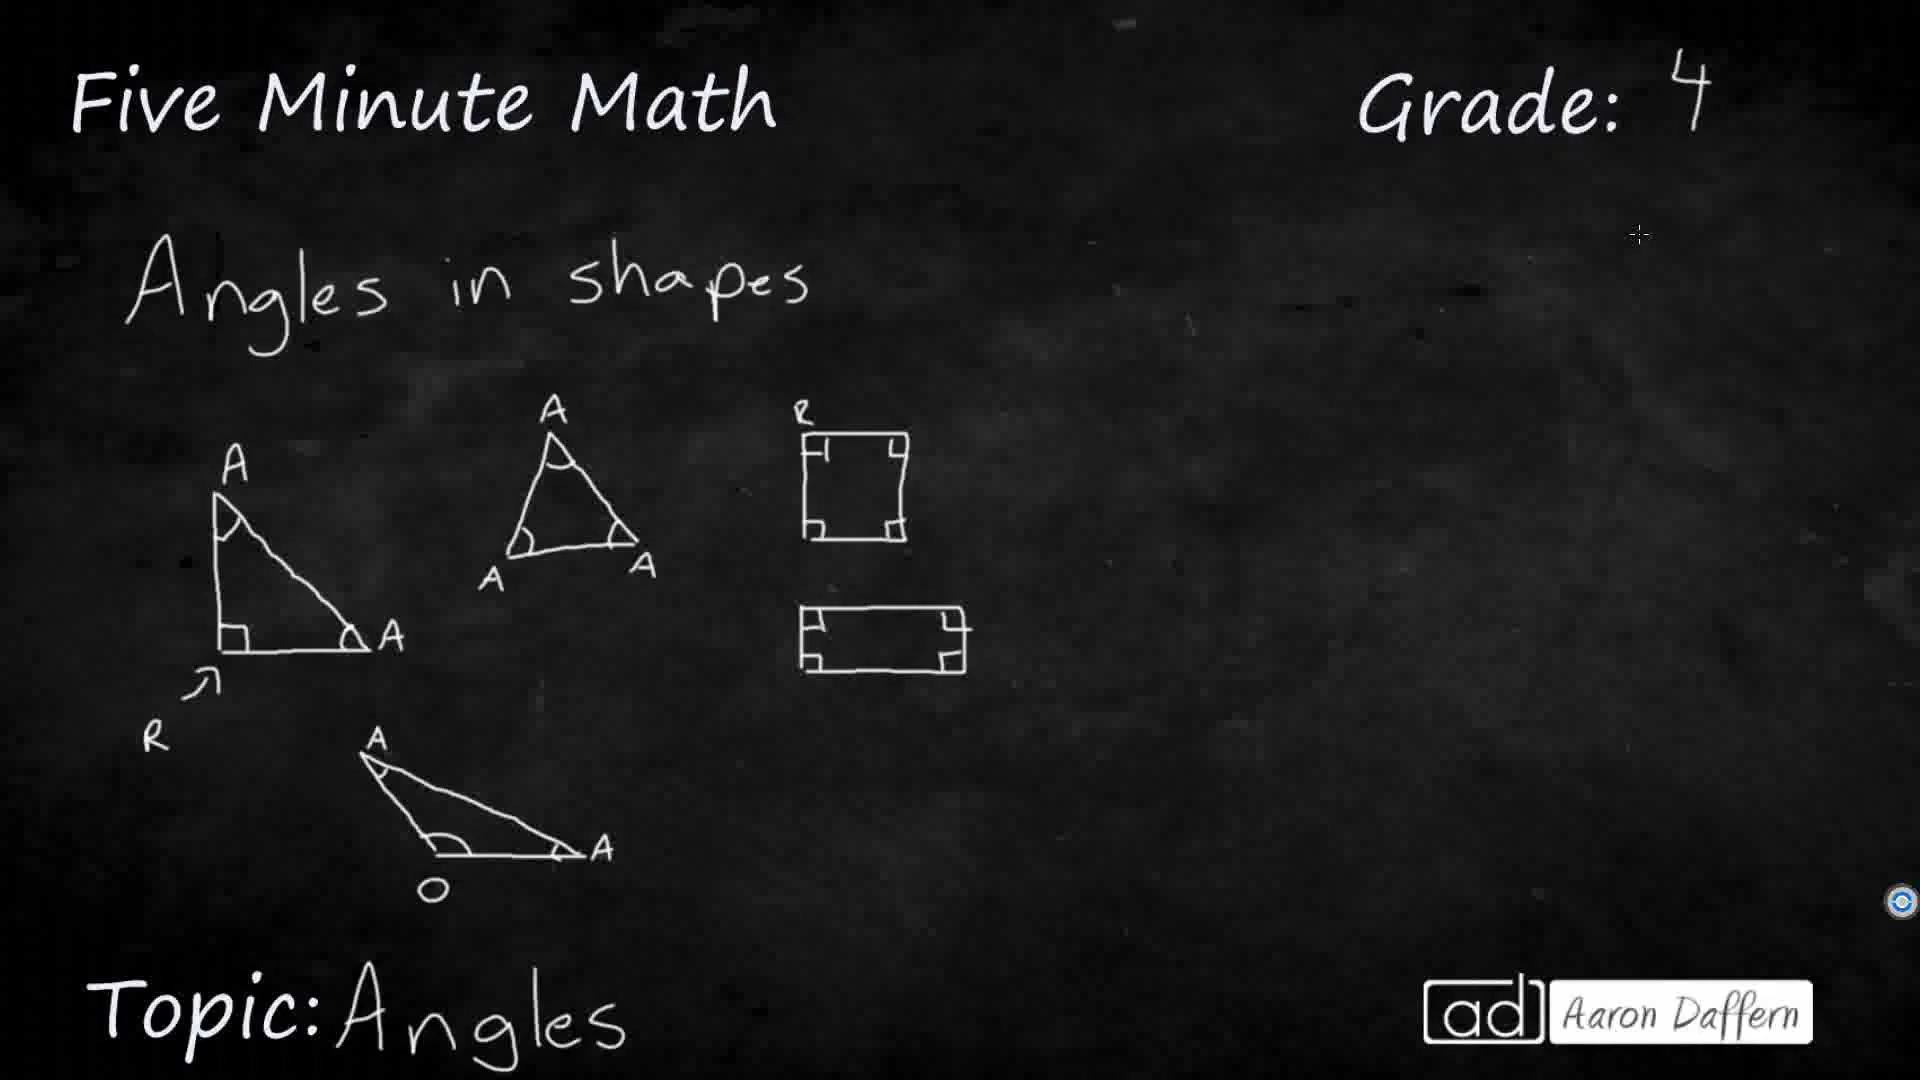 Five Minute Math
Grade: 4
Angles in shapes
A
A
R
A
A
A
A
R
A
A
O
Topic: Angles
ad Aaron Daffern